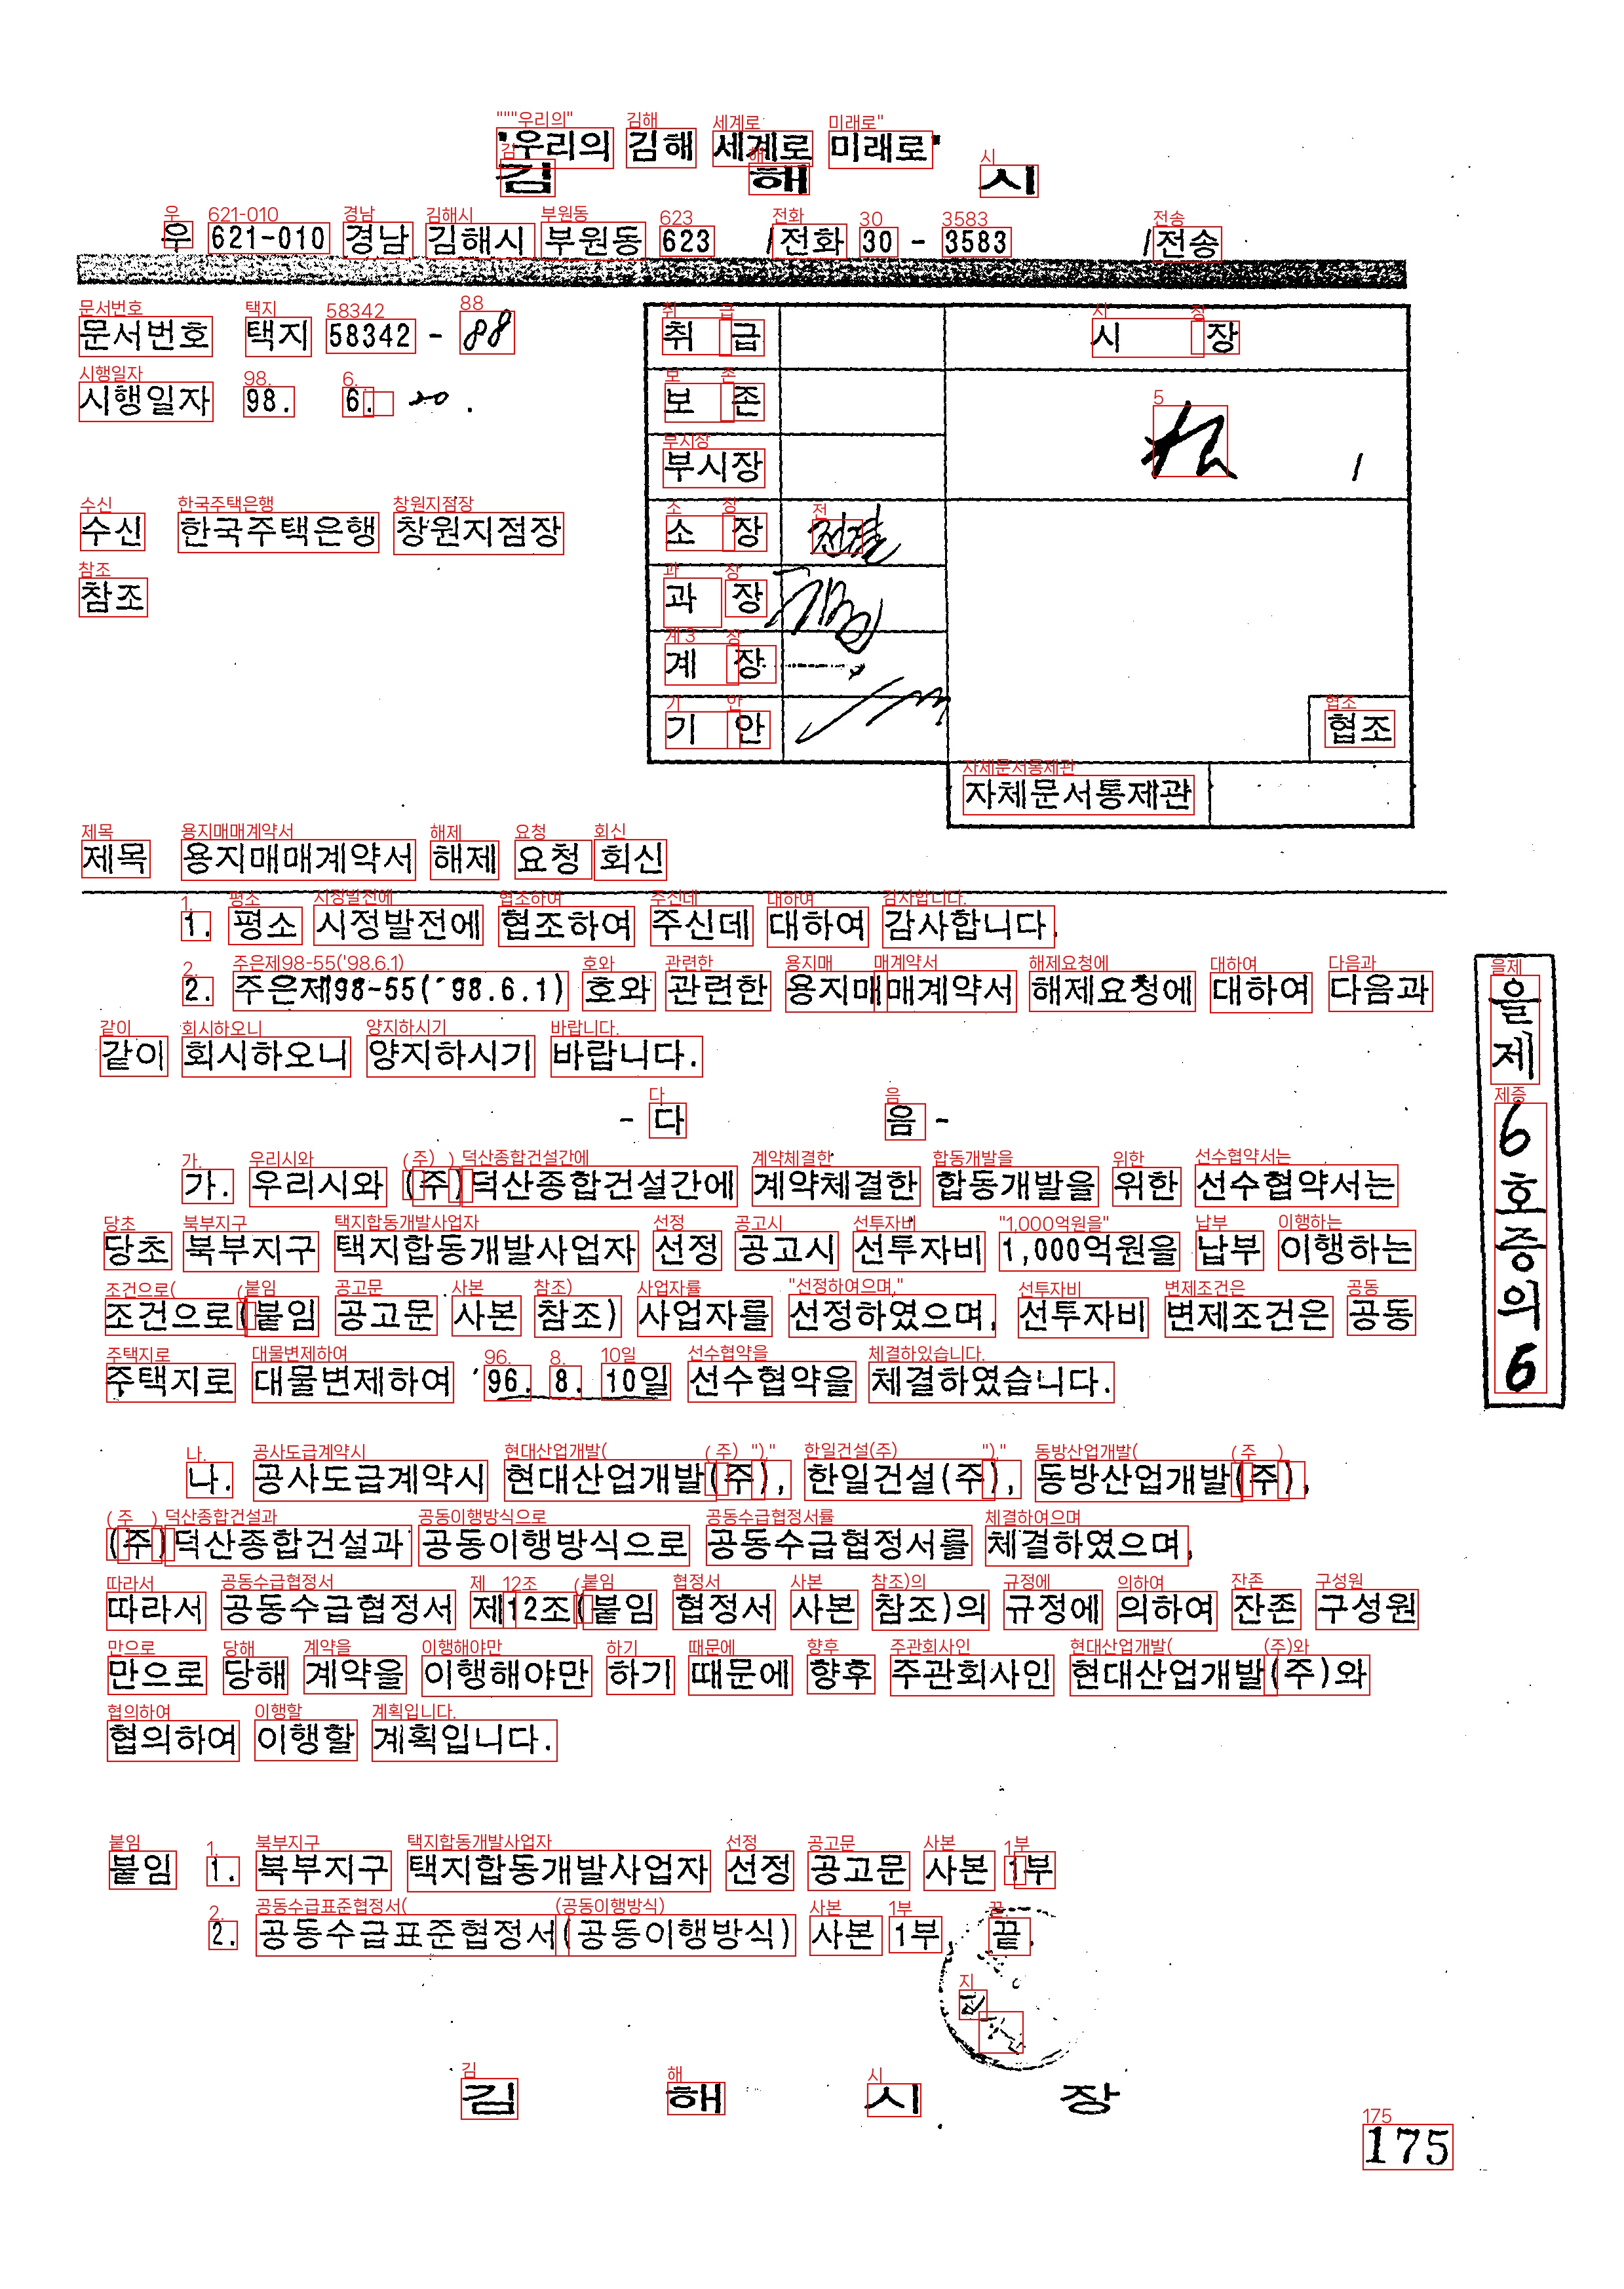 "우리의 김해 세계로 미래로"
김 해 시
우 621-010 경남 김해시 부원동 623 /전화 30 - 3583 /전송
문서번호 택지 58342 - 88
시행일자 98. 6. 20 .
수신 한국주택은행 창원지점장
참조
취 급
보 존
부시장
소 장 전결
과 장
계 장
기 안
시 장
협조
자체문서통제관
제목 용지매매계약서 해제 요청 회신
1. 평소 시정발전에 협조하여 주신데 대하여 감사합니다.
2. 주은제98-55('98.6.1) 호와 관련한 용지매매계약서 해제요청에 대하여 다음과
같이 회시하오니 양지하시기 바랍니다.
- 다 음 -
가. 우리시와 (주)덕산종합건설간에 계약체결한 합동개발을 위한 선수협약서는
당초 북부지구 택지합동개발사업자 선정 공고시 선투자비 1,000억원을 납부 이행하는
조건으로(붙임 공고문 사본 참조) 사업자를 선정하였으며, 선투자비 변제조건은 공동
주택지로 대물변제하여 '96. 8. 10일 선수협약을 체결하였습니다.
나. 공사도급계약시 현대산업개발(주), 한일건설(주), 동방산업개발(주),
(주)덕산종합건설과 공동이행방식으로 공동수급협정서를 체결하였으며,
따라서 공동수급협정서 제12조(붙임 협정서 사본 참조)의 규정에 의하여 잔존 구성원
만으로 당해 계약을 이행해야만 하기 때문에 향후 주관회사인 현대산업개발(주)와
협의하여 이행할 계획입니다.
붙임 1. 북부지구 택지합동개발사업자 선정 공고문 사본 1부
2. 공동수급표준협정서(공동이행방식) 사본 1부. 끝.
김 해 시 장
을제6호증의6
175